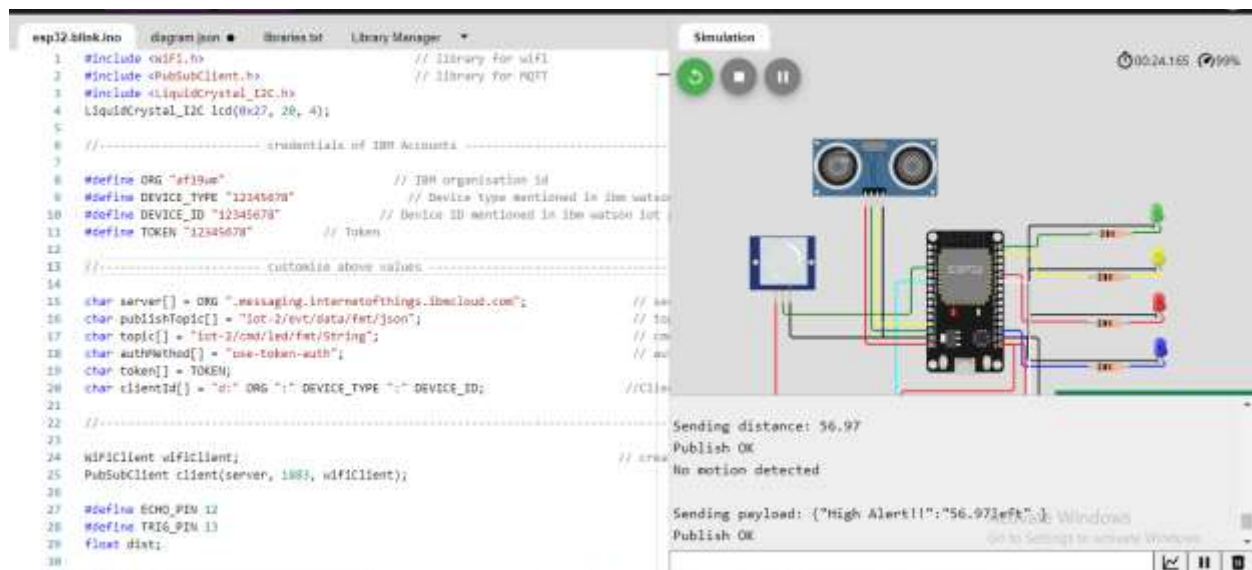 esp32-blink.ino diagram.json ● libraries.txt Library Manager
1 #include <WiFi.h> // library for wifi
2 #include <PubSubClient.h> // library for MQTT
3 #include <LiquidCrystal_I2C.h>
4 LiquidCrystal_I2C lcd(0x27, 20, 4);
5
6 //----------------------- credentials of IBM Accounts -----------------------
7
8 #define ORG "af19um" // IBM organisation id
9 #define DEVICE_TYPE "12345678" // Device type mentioned in ibm watson
10 #define DEVICE_ID "12345678" // Device ID mentioned in ibm watson iot
11 #define TOKEN "12345678" // Token
12
13 //----------------------- customise above values -----------------------
14
15 char server[] = ORG ".messaging.internetofthings.ibmcloud.com"; // se
16 char publishTopic[] = "iot-2/evt/data/fmt/json"; // to
17 char topic[] = "iot-2/cmd/led/fmt/String"; // cm
18 char authMethod[] = "use-token-auth"; // au
19 char token[] = TOKEN;
20 char clientId[] = "d:" ORG ":" DEVICE_TYPE ":" DEVICE_ID; //Clie
21
22 //-----------------------
23
24 WiFiClient wifiClient; // crea
25 PubSubClient client(server, 1883, wifiClient);
26
27 #define ECHO_PIN 12
28 #define TRIG_PIN 13
29 float dist;
30
Simulation
00:24.165 99%
ESP32
Sending distance: 56.97
Publish OK
No motion detected
Sending payload: {"High Alert!!":"56.97left" }
Publish OK
Activate Windows
Go to Settings to activate Windows.